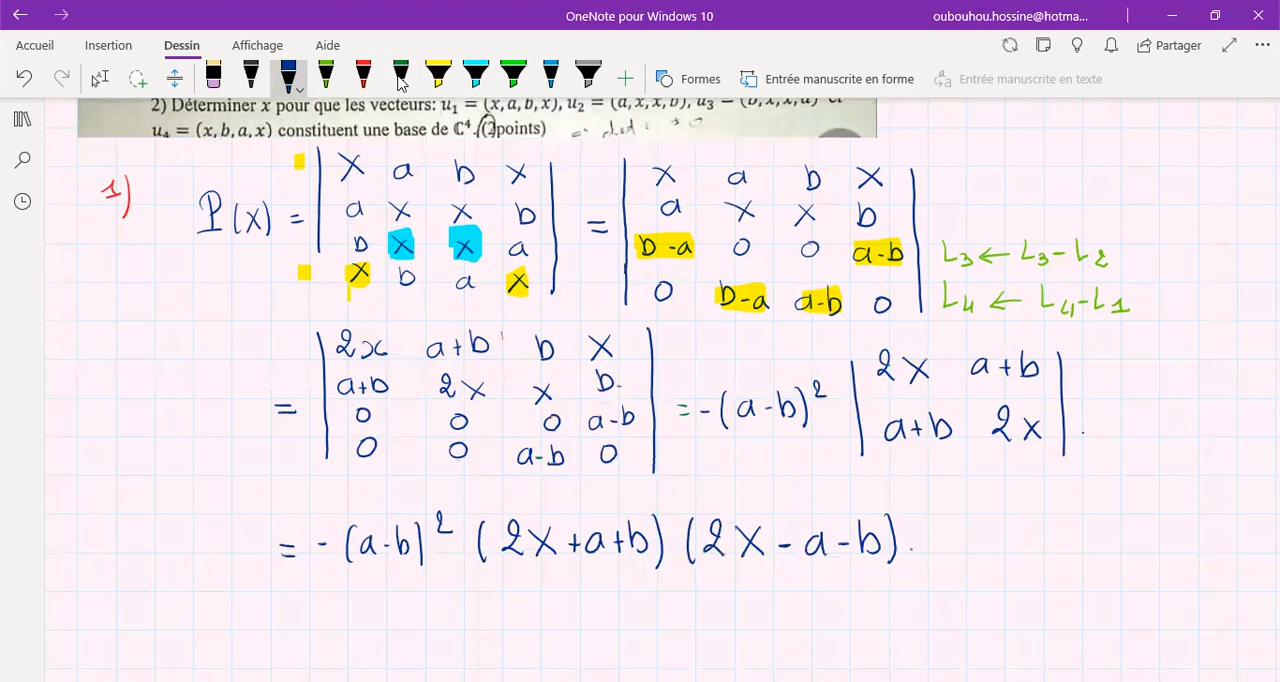 OneNote pour Windows 10
oubouhou.hossine@hotma...
Accueil Insertion Dessin Affichage Aide
Partager
Formes Entrée manuscrite en forme Entrée manuscrite en texte
2) Déterminer x pour que les vecteurs: u₁ = (x, a, b, x), u₂ = (a, x, x, b), u₃ = (b, x, x, a) et
u₄ = (x, b, a, x) constituent une base de ℂ⁴. (2points)
1) P(X) = | X a b x | = | X a b X |
| a x x b | | a X X b |
| b x x a | | b-a 0 0 a-b | L3 ← L3-L2
| x b a x | | 0 b-a a-b 0 | L4 ← L4-L1
= | 2x a+b b X | = -(a-b)² | 2X a+b |
| a+b 2X x b | | a+b 2X | .
| 0 0 0 a-b |
| 0 0 a-b 0 |
= -(a-b)² (2X+a+b) (2X-a-b).